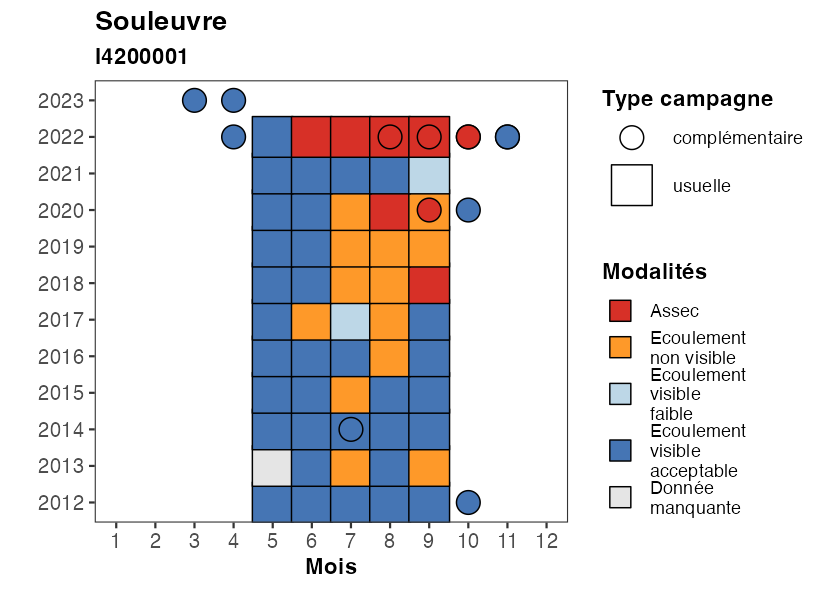 Souleuvre
I4200001
2023
2022
2021
2020
2019
2018
2017
2016
2015
2014
2013
2012
1 2 3 4 5 6 7 8 9 10 11 12
Mois
Type campagne
complémentaire
usuelle
Modalités
Assec
Ecoulement
non visible
Ecoulement
visible
faible
Ecoulement
visible
acceptable
Donnée
manquante